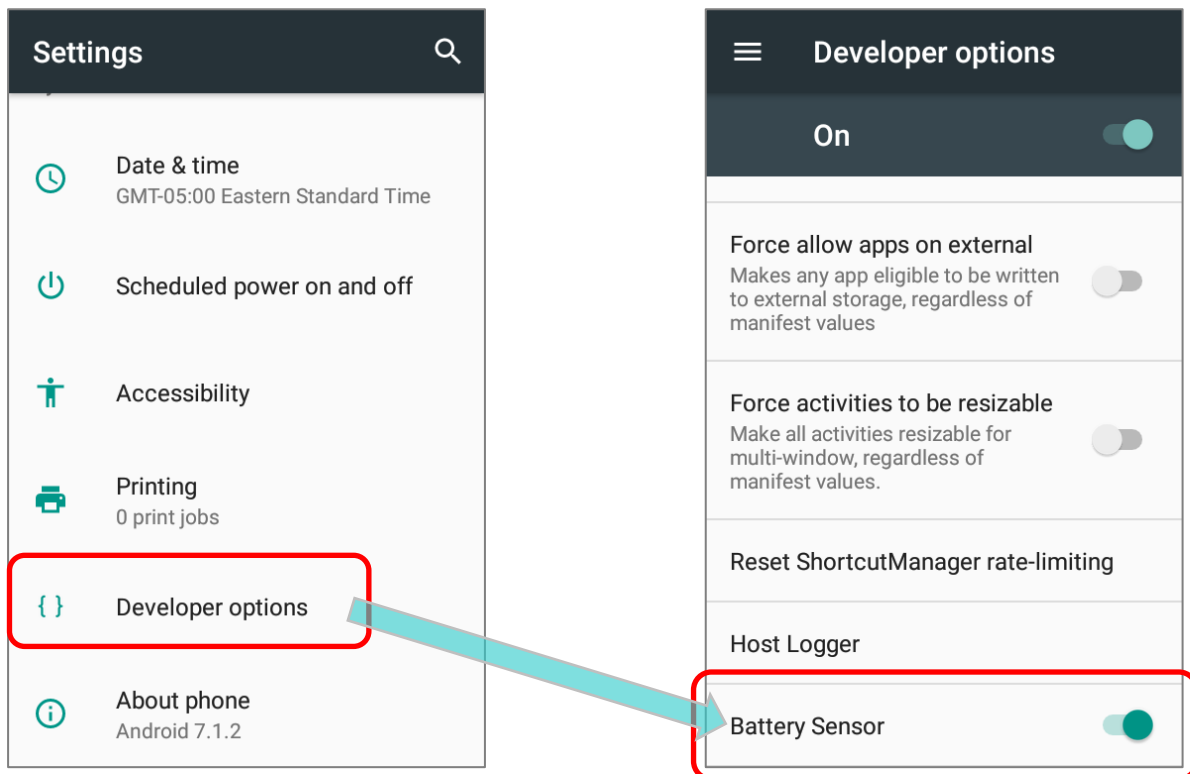 Settings
Date & time
GMT-05:00 Eastern Standard Time
Scheduled power on and off
Accessibility
Printing
0 print jobs
{ } Developer options
About phone
Android 7.1.2
Developer options
On
Force allow apps on external
Makes any app eligible to be written
to external storage, regardless of
manifest values
Force activities to be resizable
Make all activities resizable for
multi-window, regardless of
manifest values.
Reset ShortcutManager rate-limiting
Host Logger
Battery Sensor